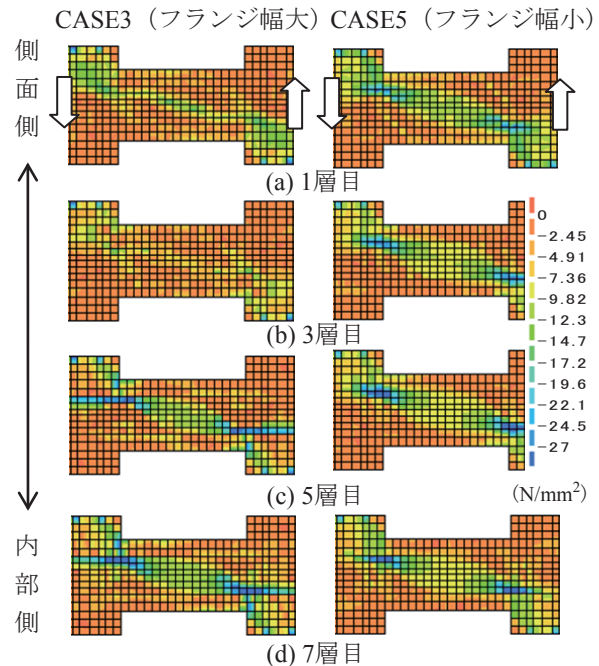 CASE3（フランジ幅大） CASE5（フランジ幅小）
側面側
(a) 1層目
(b) 3層目
(c) 5層目
内部側
(d) 7層目
0
-2.45
-4.91
-7.36
-9.82
-12.3
-14.7
-17.2
-19.6
-22.1
-24.5
-27
(N/mm²)